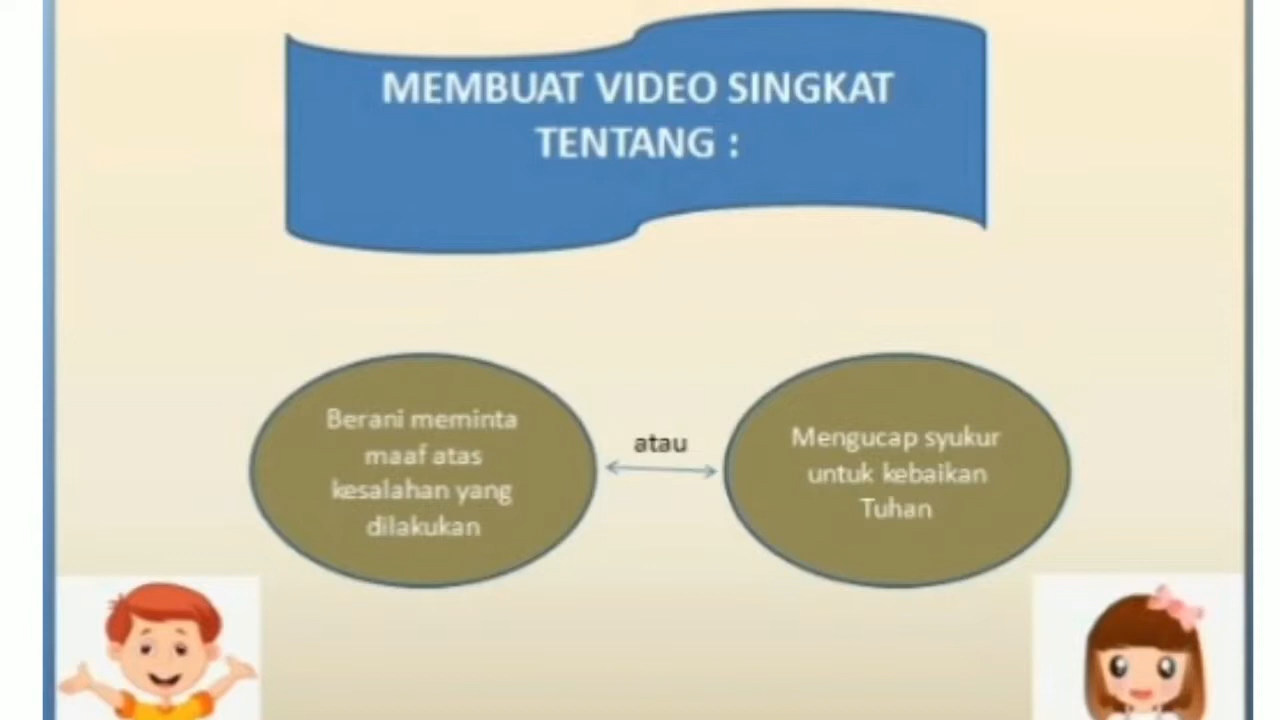 MEMBUAT VIDEO SINGKAT
TENTANG :
Berani meminta
maaf atas
kesalahan yang
dilakukan
atau
Mengucap syukur
untuk kebaikan
Tuhan